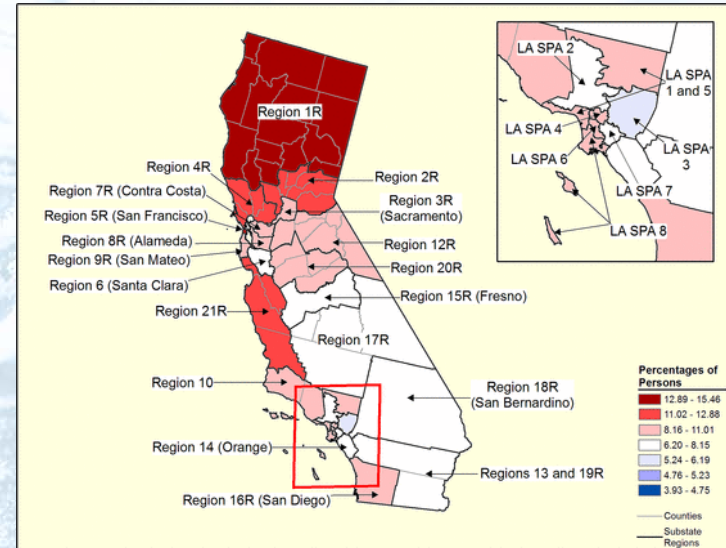 Region 1R
Region 4R
Region 2R
Region 7R (Contra Costa)
Region 3R
(Sacramento)
Region 5R (San Francisco)
Region 8R (Alameda)
Region 12R
Region 9R (San Mateo)
Region 20R
Region 6 (Santa Clara)
Region 15R (Fresno)
Region 21R
Region 17R
Region 10
Region 18R
(San Bernardino)
Region 14 (Orange)
Regions 13 and 19R
Region 16R (San Diego)
LA SPA 2
LA SPA
1 and 5
LA SPA 4
LA SPA 6
LA SPA
3
LA SPA 7
LA SPA 8
Percentages of
Persons
12.89 - 15.46
11.02 - 12.88
8.16 - 11.01
6.20 - 8.15
5.24 - 6.19
4.76 - 5.23
3.93 - 4.75
Counties
Substate
Regions